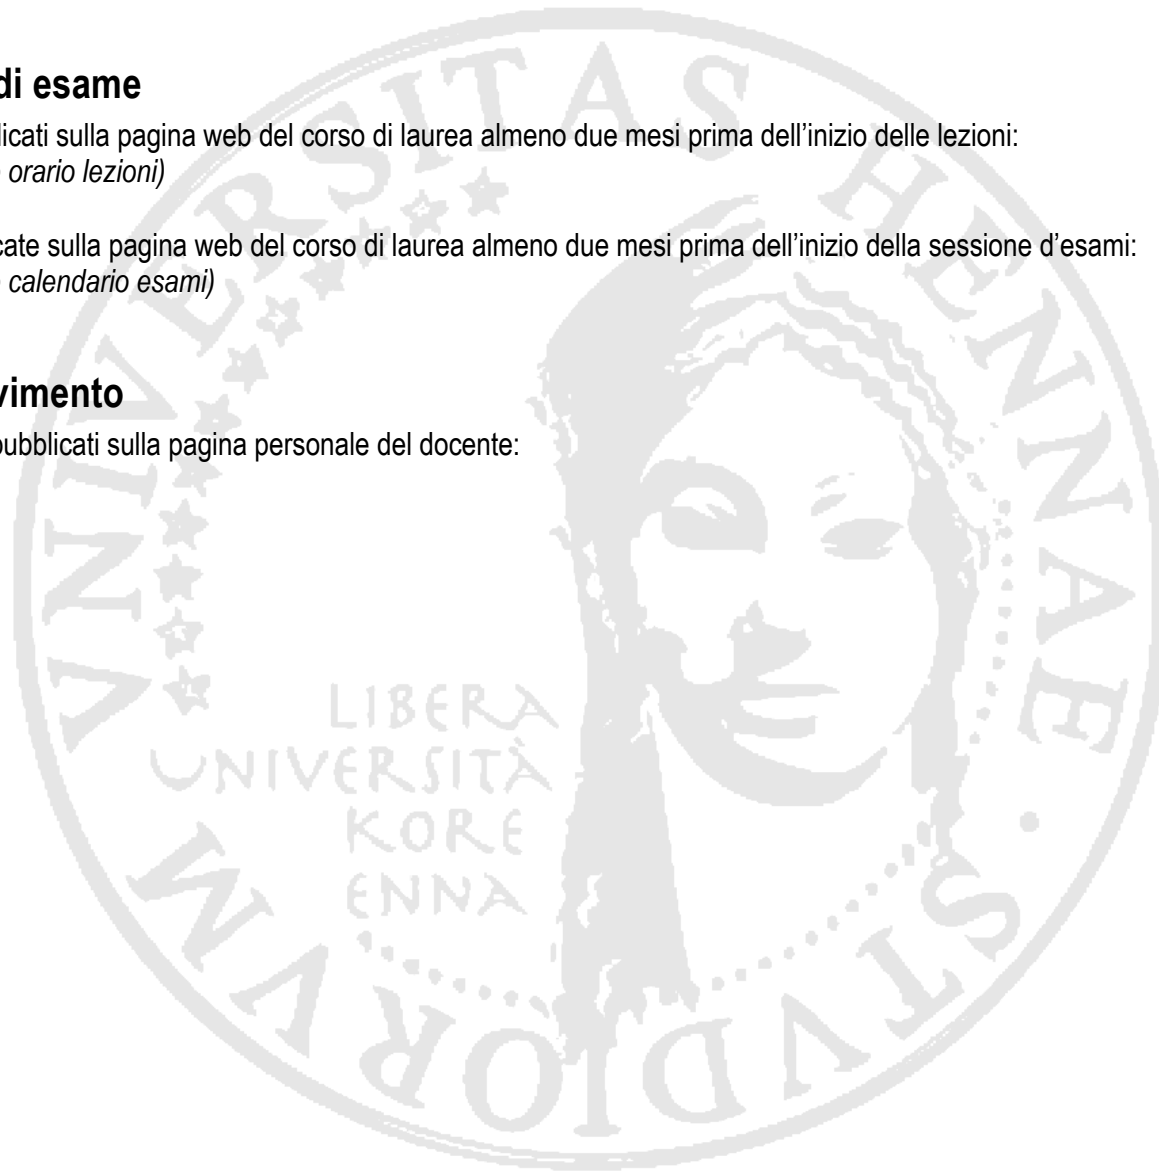 di esame
licati sulla pagina web del corso di laurea almeno due mesi prima dell’inizio delle lezioni:
orario lezioni)
cate sulla pagina web del corso di laurea almeno due mesi prima dell’inizio della sessione d’esami:
calendario esami)
vimento
pubblicati sulla pagina personale del docente:
VNIVERSITAS HENNAE · STVDIORVM
LIBERA
UNIVERSITÀ
KORE
ENNA